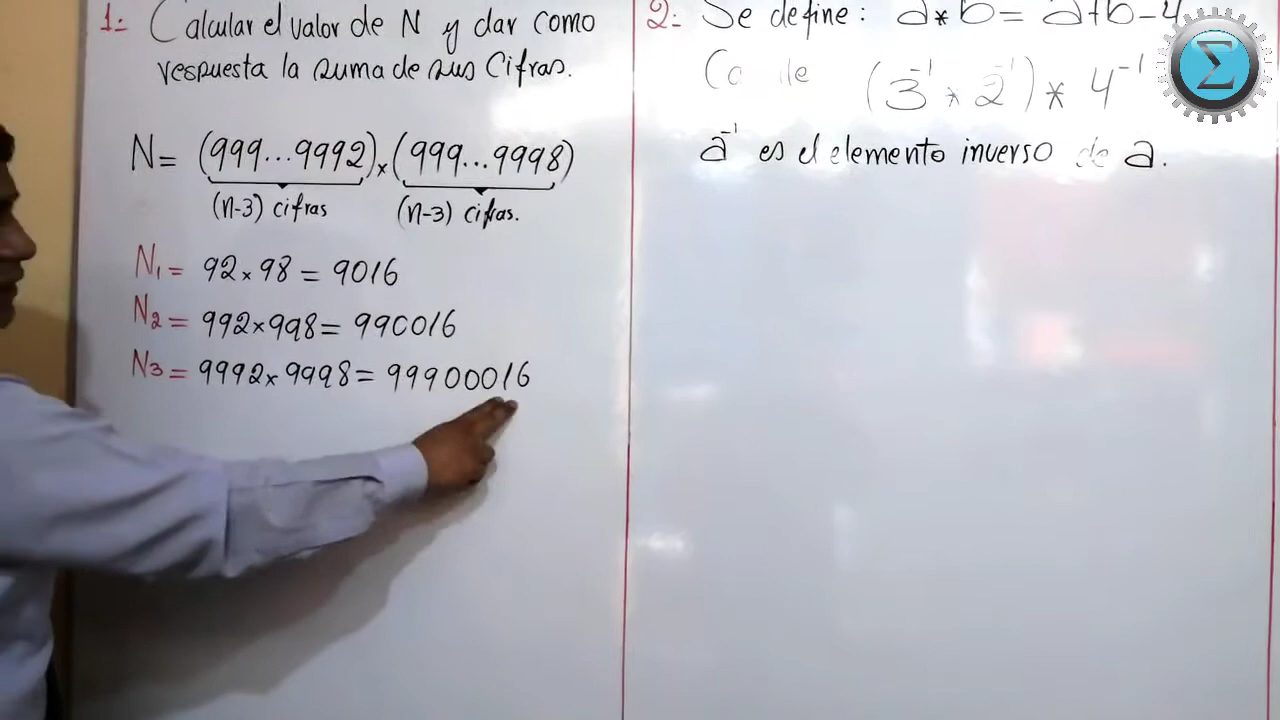 1.- Calcular el valor de N y dar como
respuesta la suma de sus Cifras.
N= (999...9992)×(999...9998)
(n-3) cifras (n-3) cifras.
N₁= 92×98 = 9016
N₂= 992×998= 990016
N₃= 9992×9998= 99900016
2.- Se define: a*b= a+b-4
(3⁻¹ * 2⁻¹) * 4⁻¹
a⁻¹ es el elemento inverso de a.
Σ